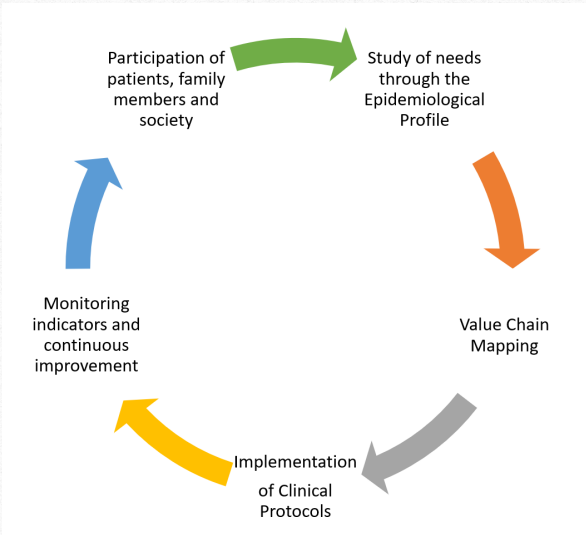 Participation of
patients, family
members and
society
Study of needs
through the
Epidemiological
Profile
Value Chain
Mapping
Implementation
of Clinical
Protocols
Monitoring
indicators and
continuous
improvement